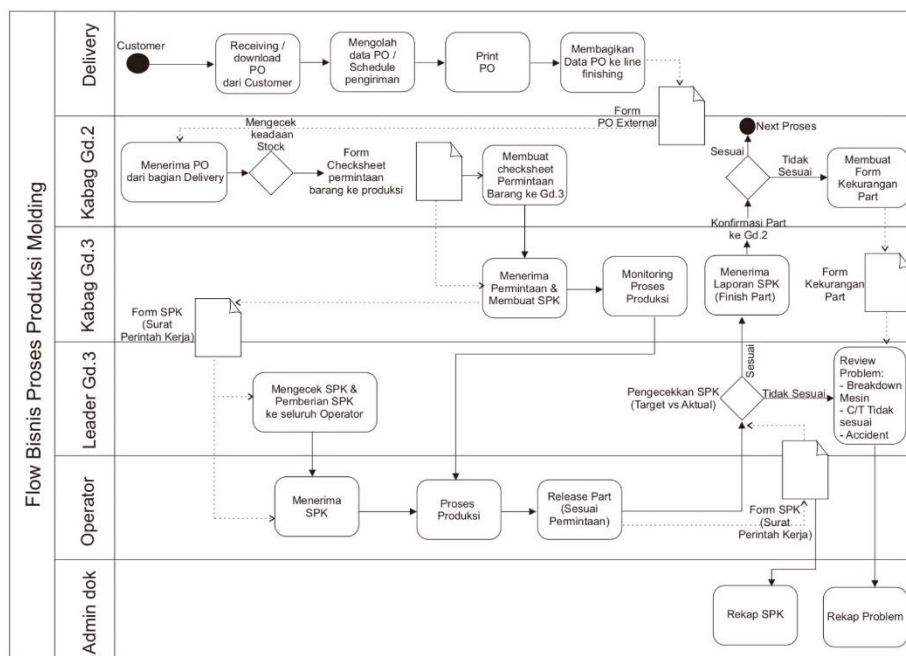 Flow Bisnis Proses Produksi Molding
Delivery
Customer
Receiving /
download
PO
dari Customer
Mengolah
data PO /
Schedule
pengiriman
Print
PO
Membagikan
Data PO ke line
finishing
Form
PO External
Kabag Gd.2
Menerima PO
dari bagian Delivery
Mengecek
keadaan
Stock
Form
Checksheet
permintaan
barang ke produksi
Membuat
checksheet
Permintaan
Barang ke Gd.3
Next Proses
Sesuai
Tidak
Sesuai
Membuat
Form
Kekurangan
Part
Konfirmasi Part
ke Gd.2
Kabag Gd.3
Form SPK
(Surat
Perintah Kerja)
Menerima
Permintaan &
Membuat SPK
Monitoring
Proses
Produksi
Menerima
Laporan SPK
(Finish Part)
Form
Kekurangan
Part
Leader Gd.3
Mengecek SPK &
Pemberian SPK
ke seluruh Operator
Pengecekkan SPK
(Target vs Aktual)
Sesuai
Tidak Sesuai
Review
Problem:
- Breakdown
Mesin
- C/T Tidak
sesuai
- Accident
Operator
Menerima
SPK
Proses
Produksi
Release Part
(Sesuai
Permintaan)
Form SPK
(Surat
Perintah Kerja)
Admin dok
Rekap SPK
Rekap Problem